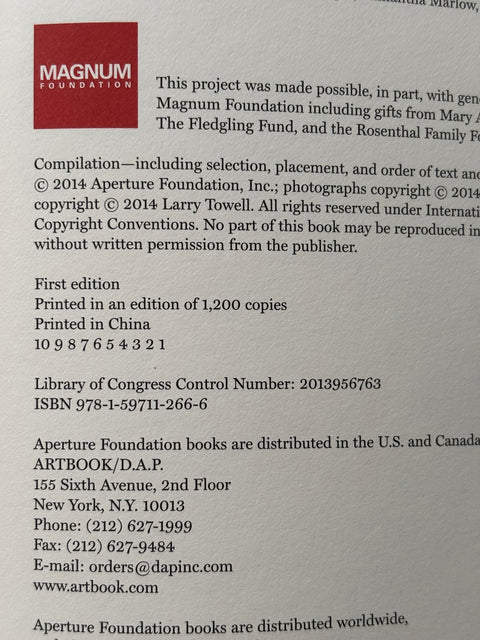 Marlow,
MAGNUM
FOUNDATION
This project was made possible, in part, with
Magnum Foundation including gifts from Mary
The Fledgling Fund, and the Rosenthal Family
Compilation—including selection, placement, and order of text
© 2014 Aperture Foundation, Inc.; photographs copyright © 2014
copyright © 2014 Larry Towell. All rights reserved under
Copyright Conventions. No part of this book may be reproduced in
without written permission from the publisher.
First edition
Printed in an edition of 1,200 copies
Printed in China
10 9 8 7 6 5 4 3 2 1
Library of Congress Control Number: 2013956763
ISBN 978-1-59711-266-6
Aperture Foundation books are distributed in the U.S. and Canada
ARTBOOK/D.A.P.
155 Sixth Avenue, 2nd Floor
New York, N.Y. 10013
Phone: (212) 627-1999
Fax: (212) 627-9484
E-mail: orders@dapinc.com
www.artbook.com
Aperture Foundation books are distributed worldwide,